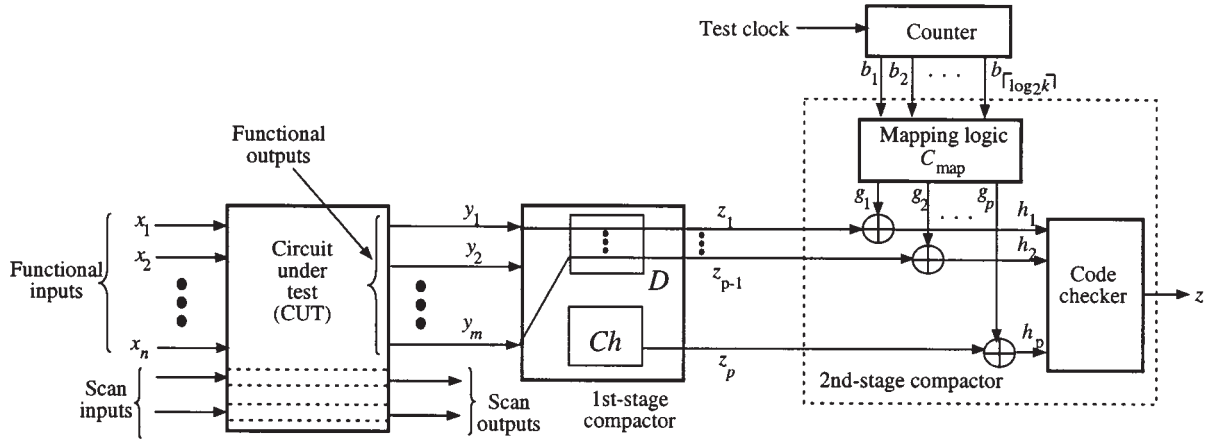 Test clock
Counter
b1 b2 . . . b⌈log2k⌉
Mapping logic
Cmap
g1 g2 . . . gp
Functional
outputs
Functional
inputs
x1
x2
xn
Circuit
under
test
(CUT)
y1
y2
ym
D
Ch
z1
zp-1
zp
h1
h2
hp
Code
checker
z
Scan
inputs
Scan
outputs
1st-stage
compactor
2nd-stage compactor